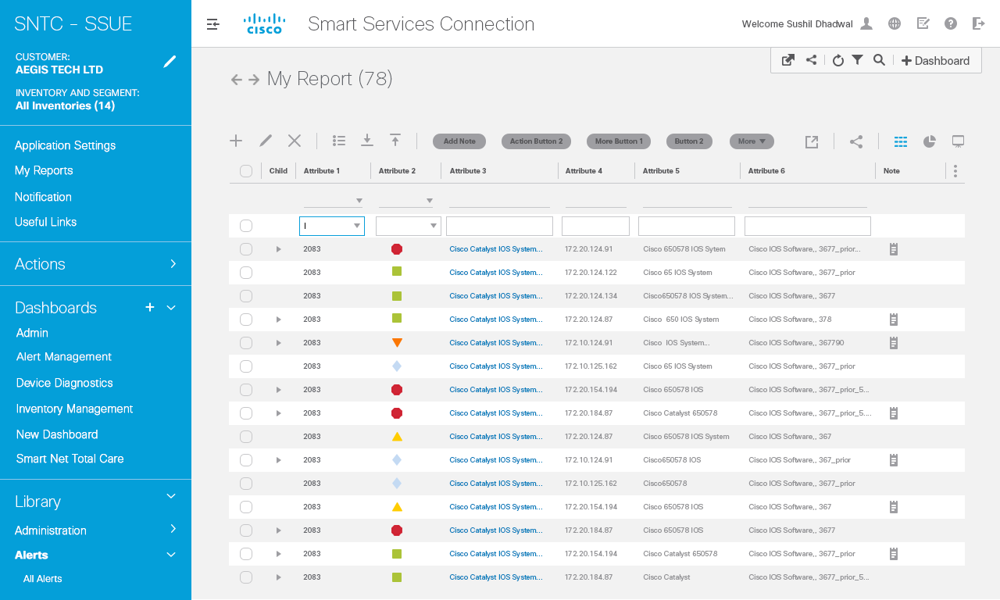 SNTC – SSUE
CUSTOMER:
AEGIS TECH LTD
INVENTORY AND SEGMENT:
All Inventories (14)
Application Settings
My Reports
Notification
Useful Links
Actions
Dashboards
Admin
Alert Management
Device Diagnostics
Inventory Management
New Dashboard
Smart Net Total Care
Library
Administration
Alerts
All Alerts
CISCO
Smart Services Connection
Welcome Sushil Dhadwal
Dashboard
My Report (78)
Add Note Action Button 2 More Button 1 Button 2 More
Child Attribute 1 Attribute 2 Attribute 3 Attribute 4 Attribute 5 Attribute 6 Note
2083 Cisco Catalyst IOS System... 172.20.124.91 Cisco 650578 IOS Sytem Cisco IOS Software,, 3677_prior...
2083 Cisco Catalyst IOS System... 172.20.124.122 Cisco 65 IOS System Cisco IOS Software,, 3677_prior
2083 Cisco Catalyst IOS System... 172.20.124.134 Cisco650578 IOS System... Cisco IOS Software,, 3677
2083 Cisco Catalyst IOS System... 172.20.124.87 Cisco 650 IOS System Cisco IOS Software,, 378
2083 Cisco Catalyst IOS System... 172.10.124.91 Cisco IOS System... Cisco IOS Software,, 367790
2083 Cisco Catalyst IOS System... 172.10.125.162 Cisco 65 IOS System Cisco IOS Software,, 3677_prior
2083 Cisco Catalyst IOS System... 172.20.154.194 Cisco 650578 IOS Cisco IOS Software,, 3677_prior_5...
2083 Cisco Catalyst IOS System... 172.20.184.87 Cisco Catalyst 650578 Cisco IOS Software,, 3677_prior_5....
2083 Cisco Catalyst IOS System... 172.20.124.87 Cisco 650578 IOS System Cisco IOS Software,, 367
2083 Cisco Catalyst IOS System... 172.10.124.91 Cisco650578 IOS Cisco IOS Software,, 367_prior
2083 Cisco Catalyst IOS System... 172.10.125.162 Cisco650578 Cisco IOS Software,, 3677_prior
2083 Cisco Catalyst IOS System... 172.20.154.194 Cisco 650578 IOS Cisco IOS Software,, 367
2083 Cisco Catalyst IOS System... 172.20.184.87 Cisco 650578 IOS Cisco IOS Software,, 3677
2083 Cisco Catalyst IOS System... 172.20.154.194 Cisco Catalyst 650578 Cisco IOS Software,, 3677_prior
2083 Cisco Catalyst IOS System... 172.20.184.87 Cisco Catalyst Cisco IOS Software,, 3677_prior_5...